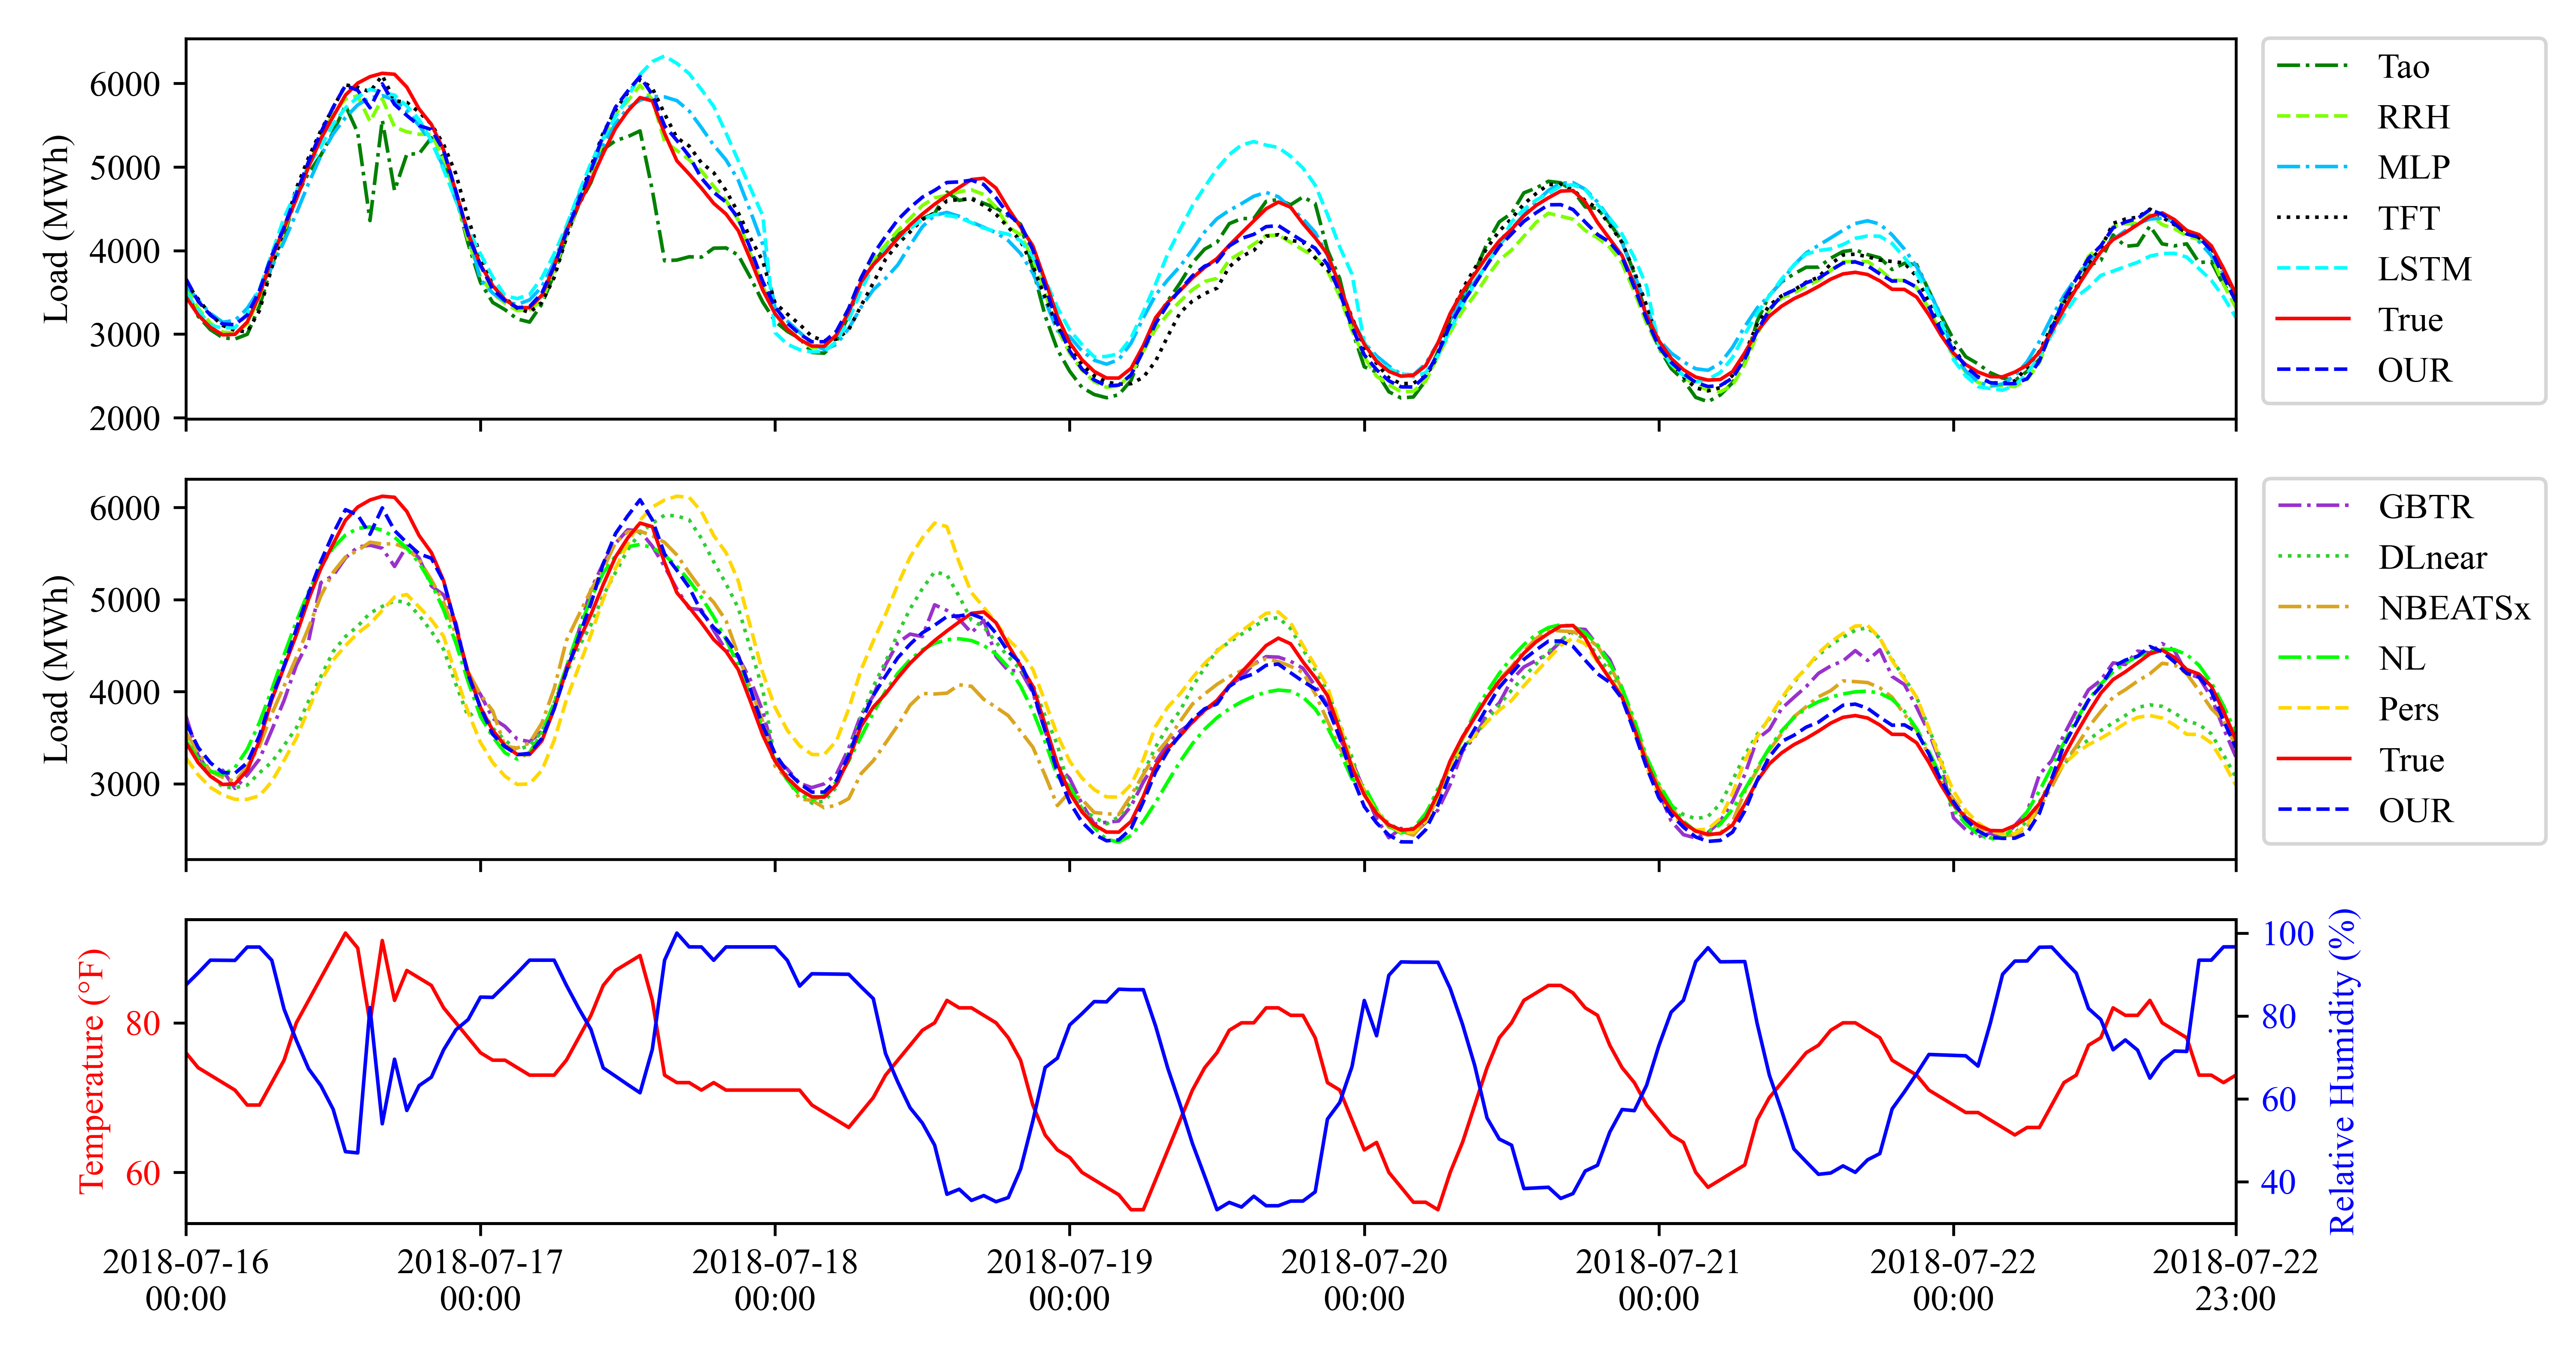 Load (MWh)
6000
5000
4000
3000
2000
Tao
RRH
MLP
TFT
LSTM
True
OUR
Load (MWh)
6000
5000
4000
3000
GBTR
DLnear
NBEATSx
NL
Pers
True
OUR
Temperature (°F)
80
60
100
80
60
40
Relative Humidity (%)
2018-07-16 2018-07-17 2018-07-18 2018-07-19 2018-07-20 2018-07-21 2018-07-22 2018-07-22
00:00 00:00 00:00 00:00 00:00 00:00 00:00 23:00